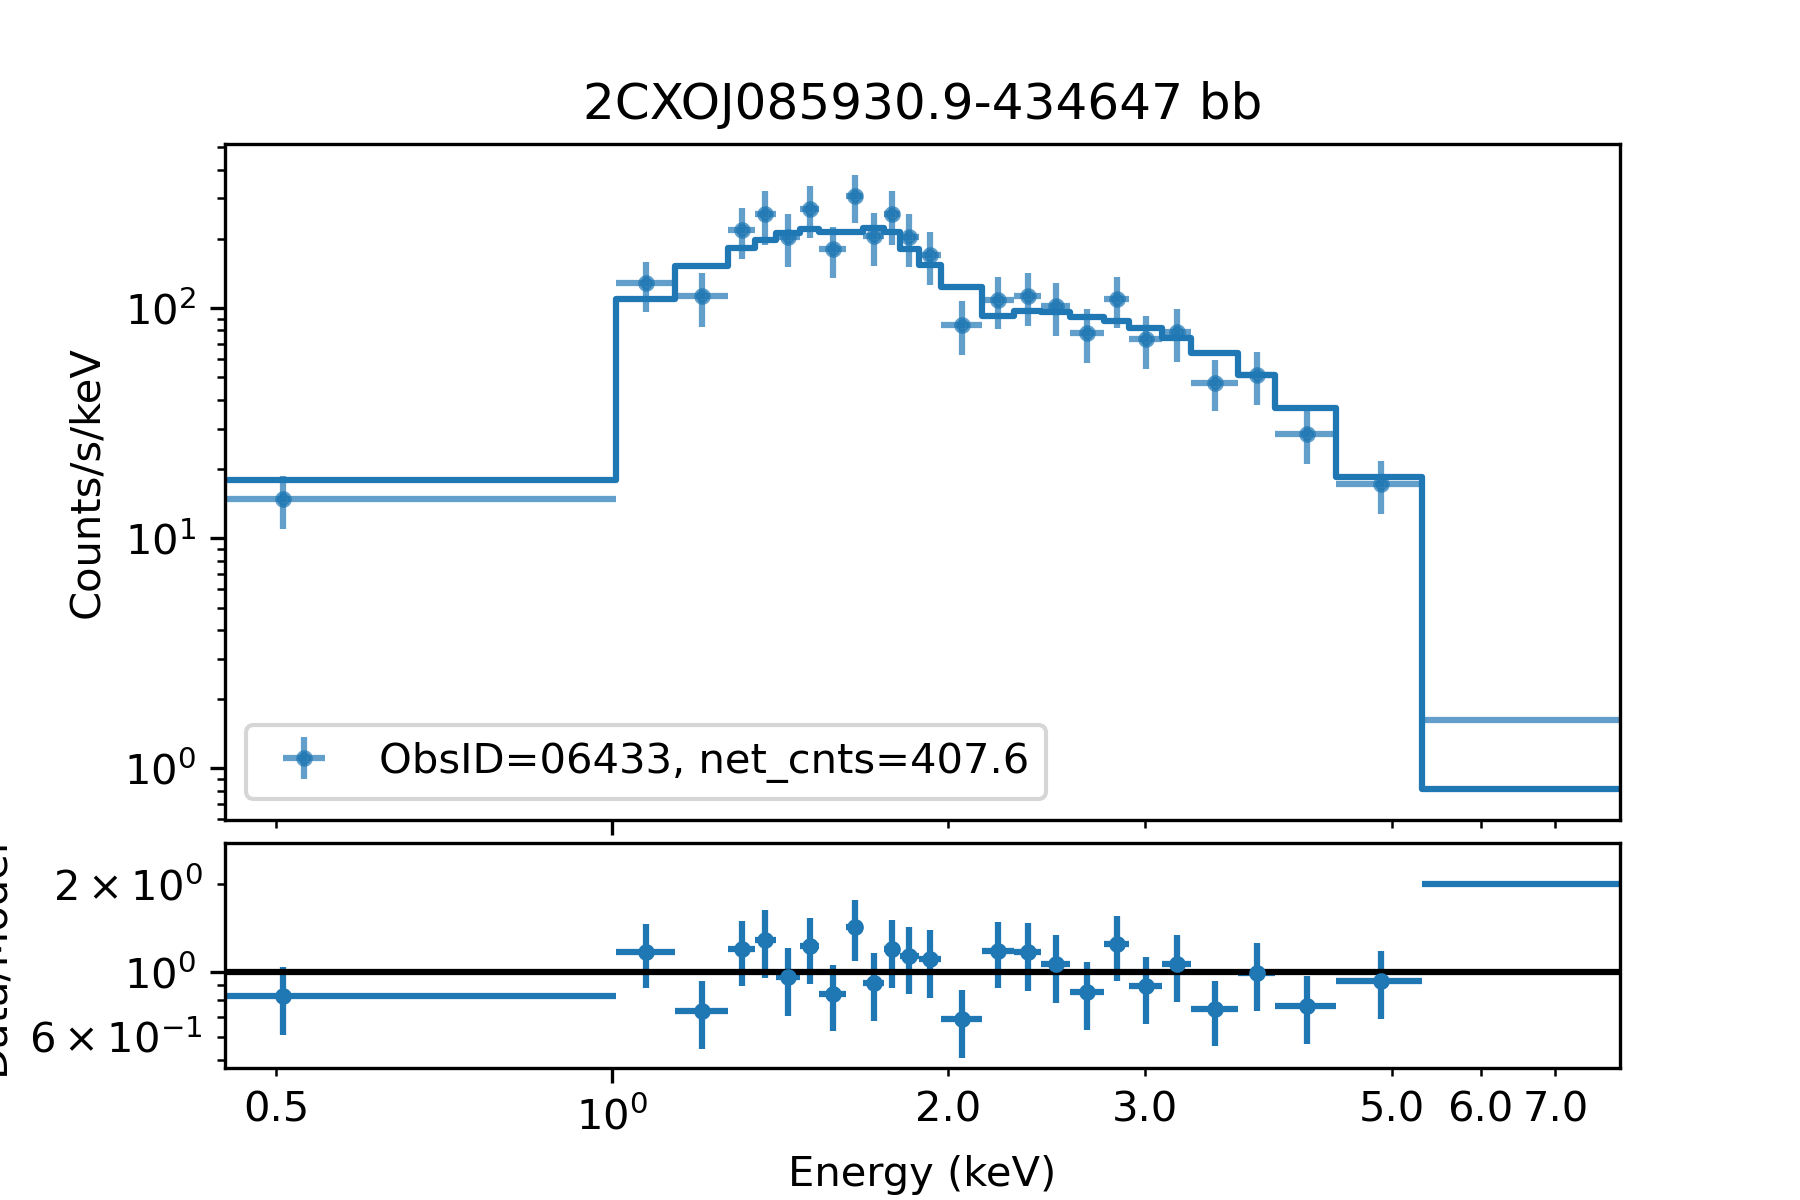 2CXOJ085930.9-434647 bb
Counts/s/keV
10²
10¹
10⁰
ObsID=06433, net_cnts=407.6
2 × 10⁰
10⁰
6 × 10⁻¹
0.5 10⁰ 2.0 3.0 5.0 6.0 7.0
Energy (keV)